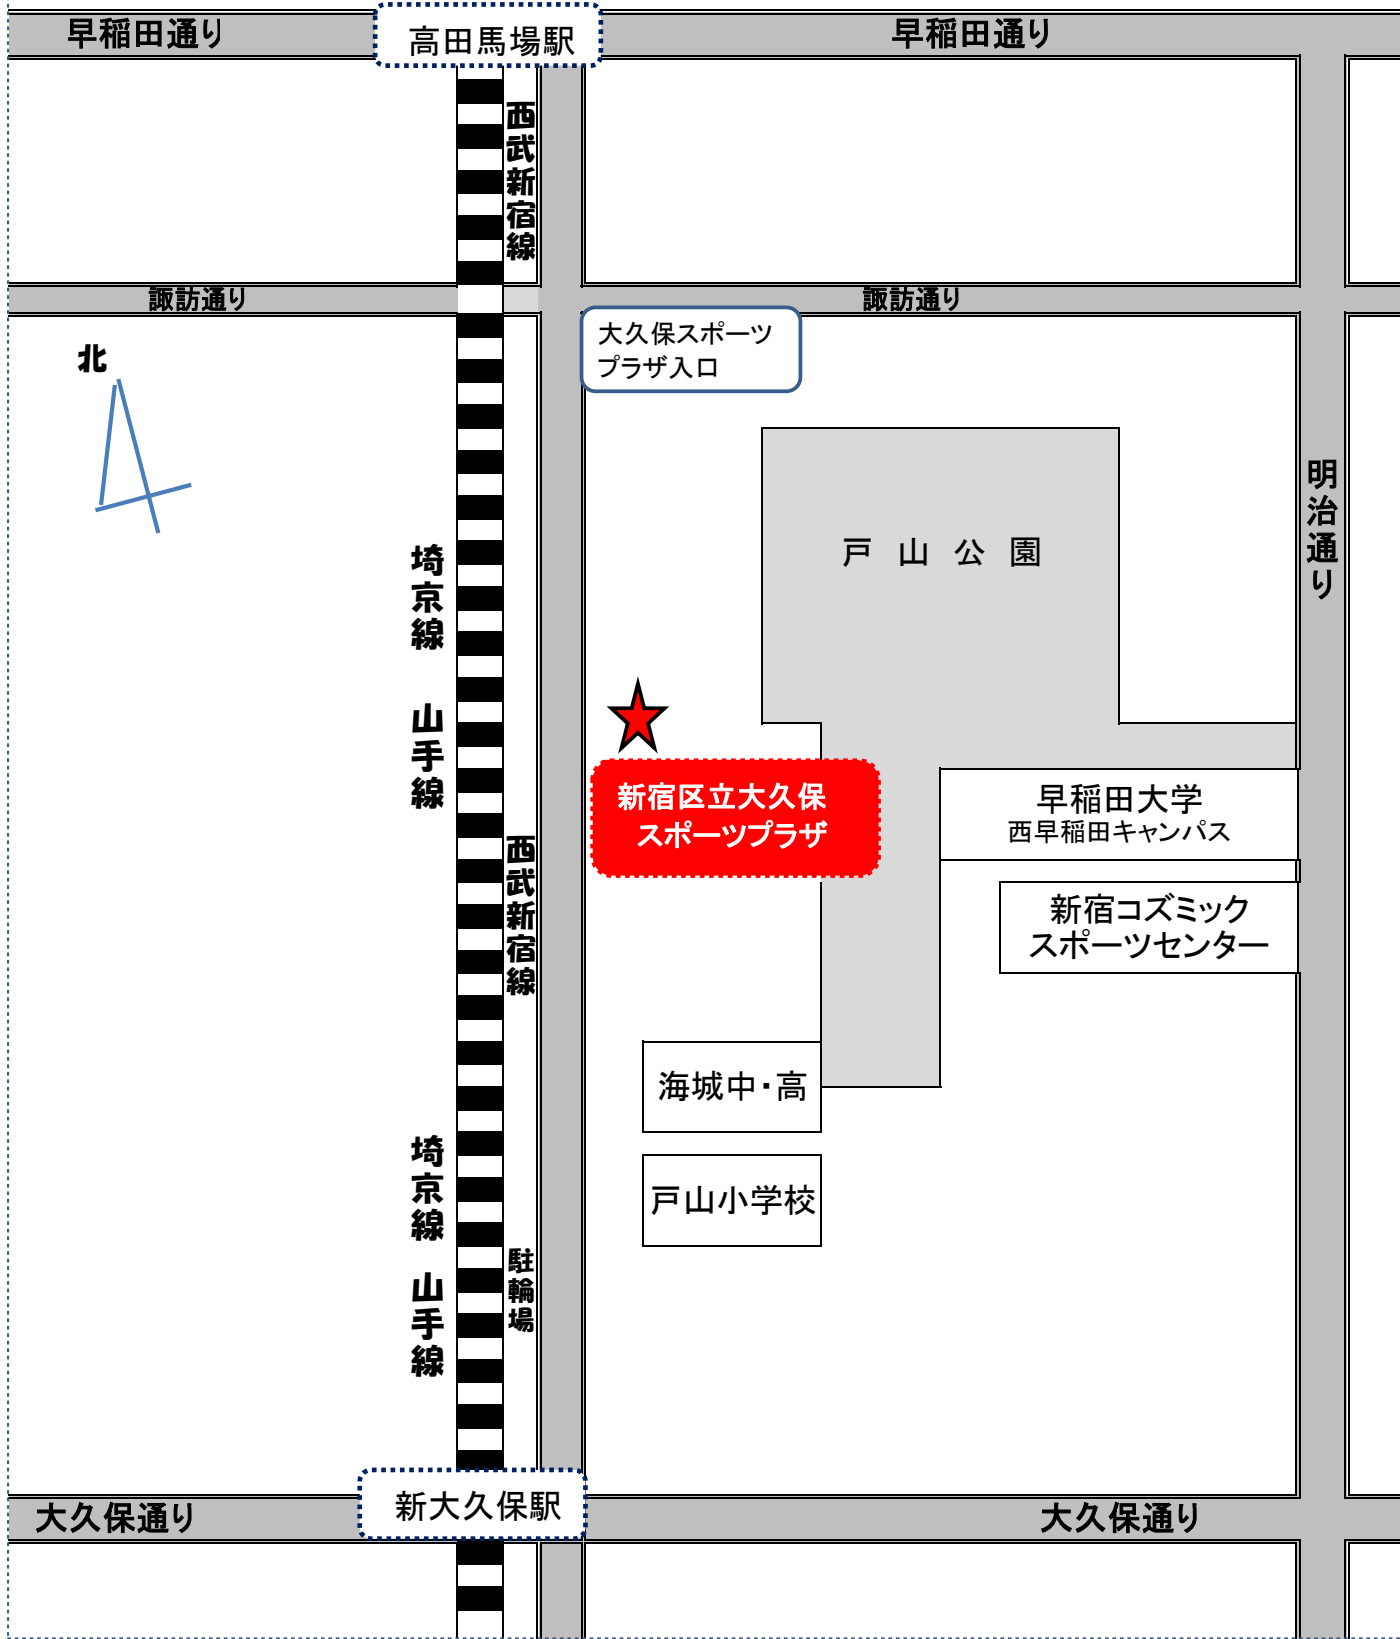 早稲田通り
高田馬場駅
早稲田通り
西武新宿線
諏訪通り
諏訪通り
大久保スポーツ
プラザ入口
北
明治通り
戸山公園
埼京線
山手線
新宿区立大久保
スポーツプラザ
早稲田大学
西早稲田キャンパス
西武新宿線
新宿コズミック
スポーツセンター
海城中・高
埼京線
戸山小学校
駐輪場
山手線
新大久保駅
大久保通り
大久保通り